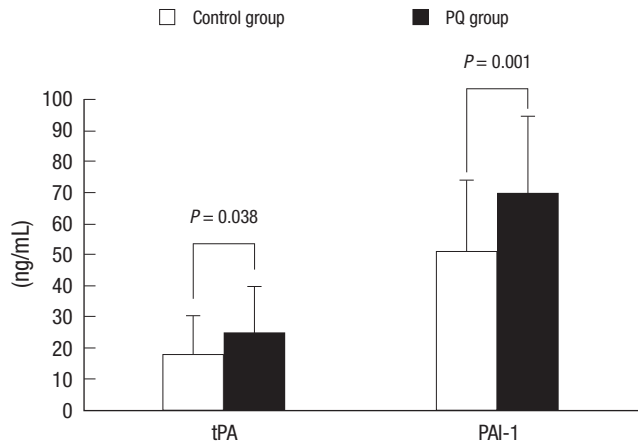 Control group
PQ group
P = 0.001
100
90
80
70
P = 0.038
60
50
40
30
20
10
0
(ng/mL)
tPA
PAI-1